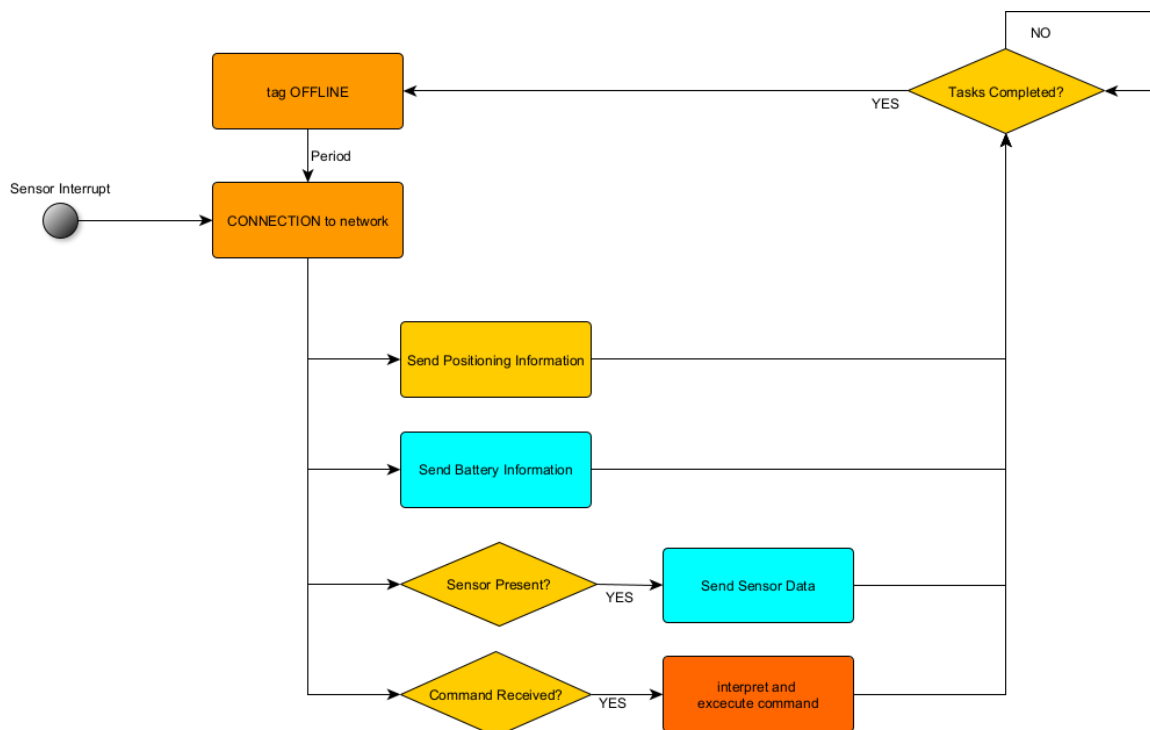 NO
tag OFFLINE
Tasks Completed?
YES
Period
Sensor Interrupt
CONNECTION to network
Send Positioning Information
Send Battery Information
Sensor Present?
YES
Send Sensor Data
Command Received?
YES
interpret and
excecute command